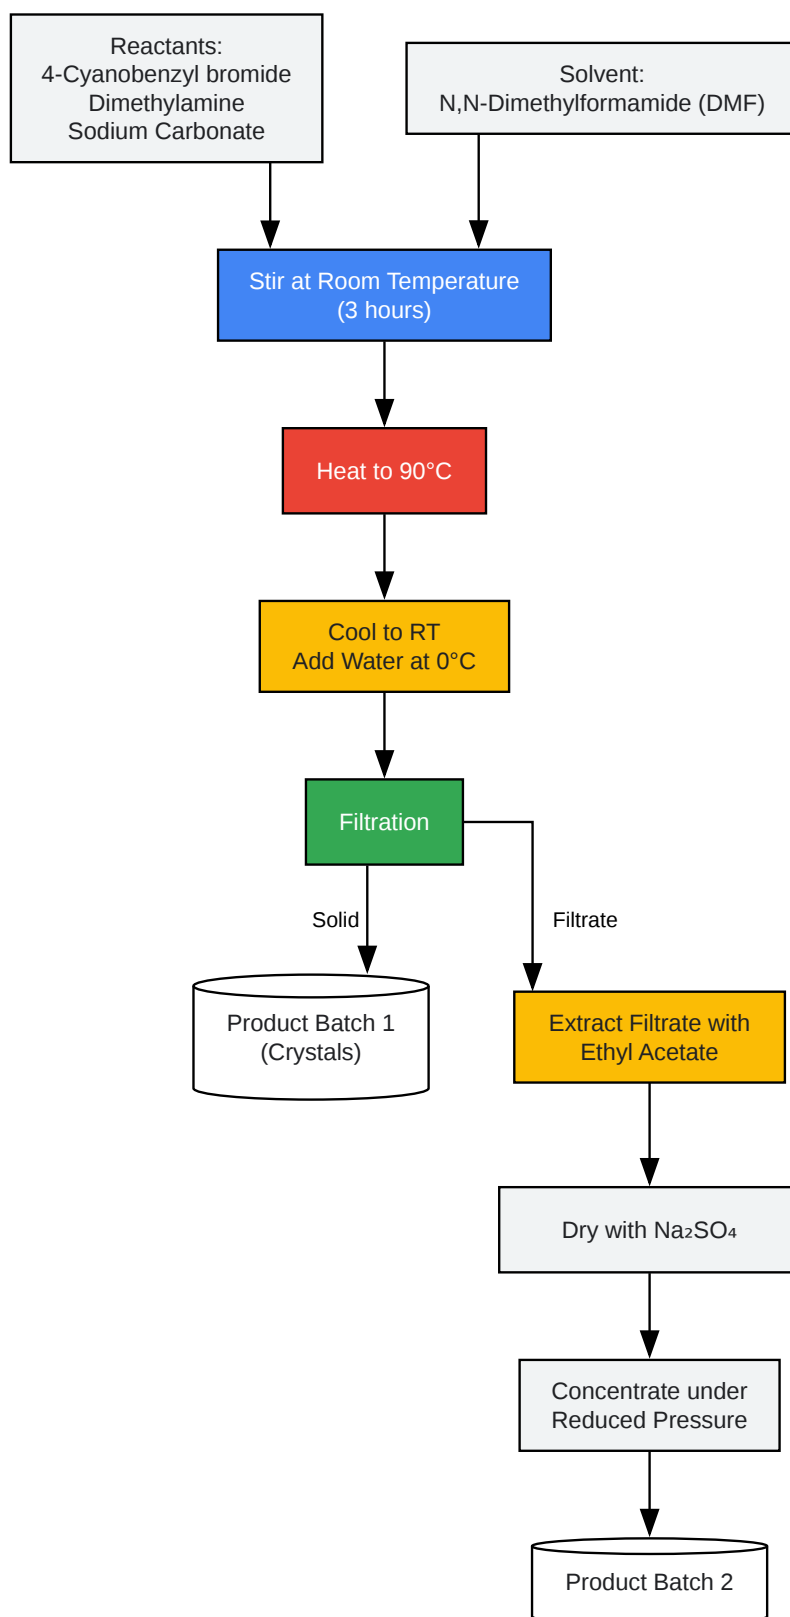 Reactants:
4-Cyanobenzyl bromide
Dimethylamine
Sodium Carbonate
Solvent:
N,N-Dimethylformamide (DMF)
Stir at Room Temperature
(3 hours)
Heat to 90°C
Cool to RT
Add Water at 0°C
Filtration
Solid
Filtrate
Product Batch 1
(Crystals)
Extract Filtrate with
Ethyl Acetate
Dry with Na₂SO₄
Concentrate under
Reduced Pressure
Product Batch 2